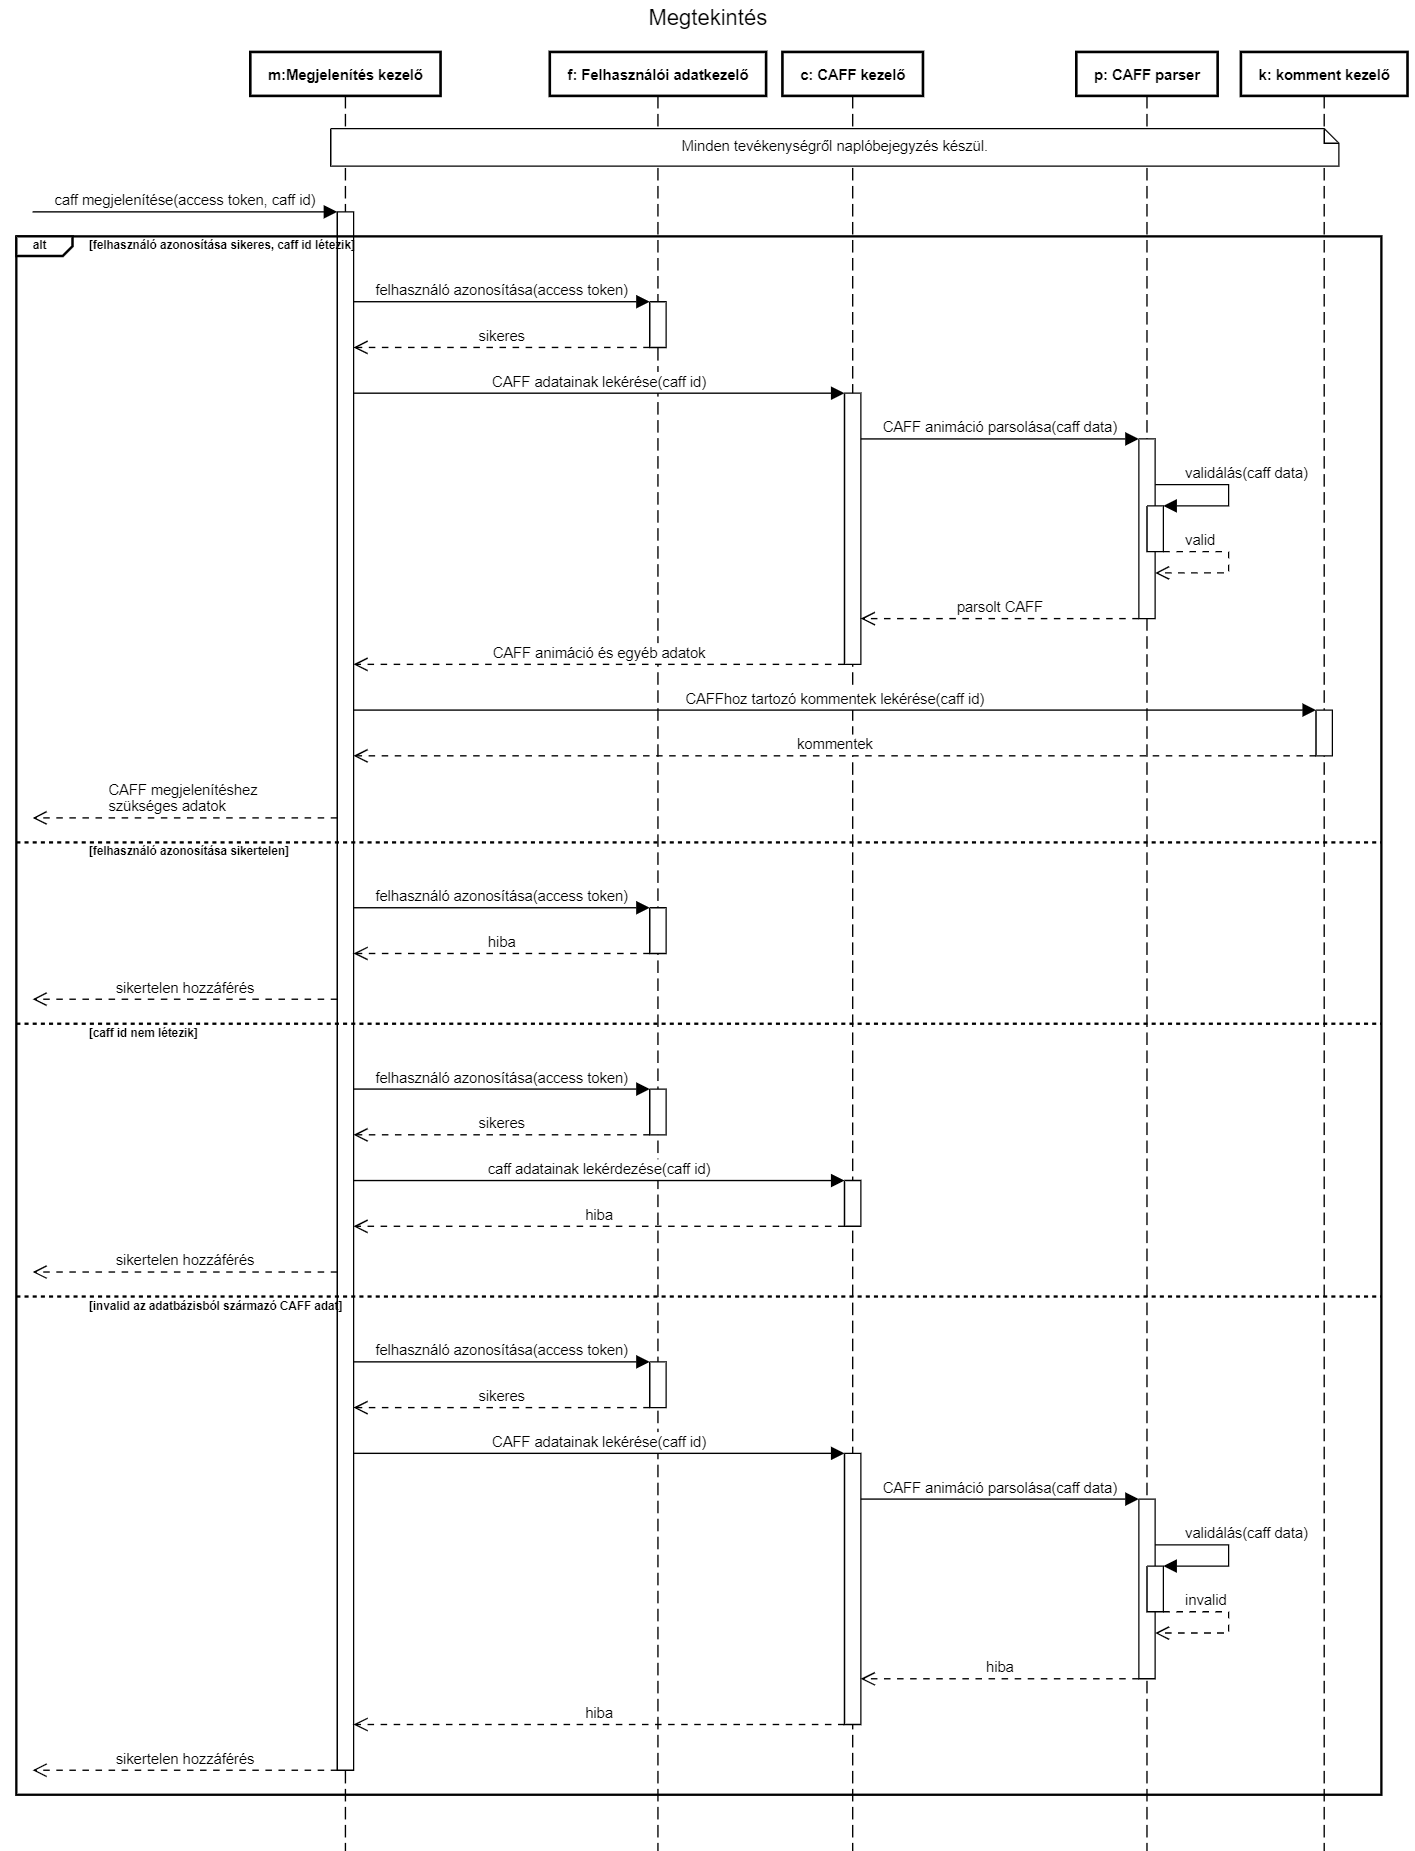 Megtekintés
m:Megjelenítés kezelő
f: Felhasználói adatkezelő
c: CAFF kezelő
p: CAFF parser
k: komment kezelő
Minden tevékenységről naplóbejegyzés készül.
caff megjelenítése(access token, caff id)
alt
[felhasználó azonosítása sikeres, caff id létezik]
felhasználó azonosítása(access token)
sikeres
CAFF adatainak lekérése(caff id)
CAFF animáció parsolása(caff data)
validálás(caff data)
valid
parsolt CAFF
CAFF animáció és egyéb adatok
CAFFhoz tartozó kommentek lekérése(caff id)
kommentek
CAFF megjelenítéshez
szükséges adatok
[felhasználó azonosítása sikertelen]
felhasználó azonosítása(access token)
hiba
sikertelen hozzáférés
[caff id nem létezik]
felhasználó azonosítása(access token)
sikeres
caff adatainak lekérdezése(caff id)
hiba
sikertelen hozzáférés
[invalid az adatbázisból származó CAFF adat]
felhasználó azonosítása(access token)
sikeres
CAFF adatainak lekérése(caff id)
CAFF animáció parsolása(caff data)
validálás(caff data)
invalid
hiba
hiba
sikertelen hozzáférés